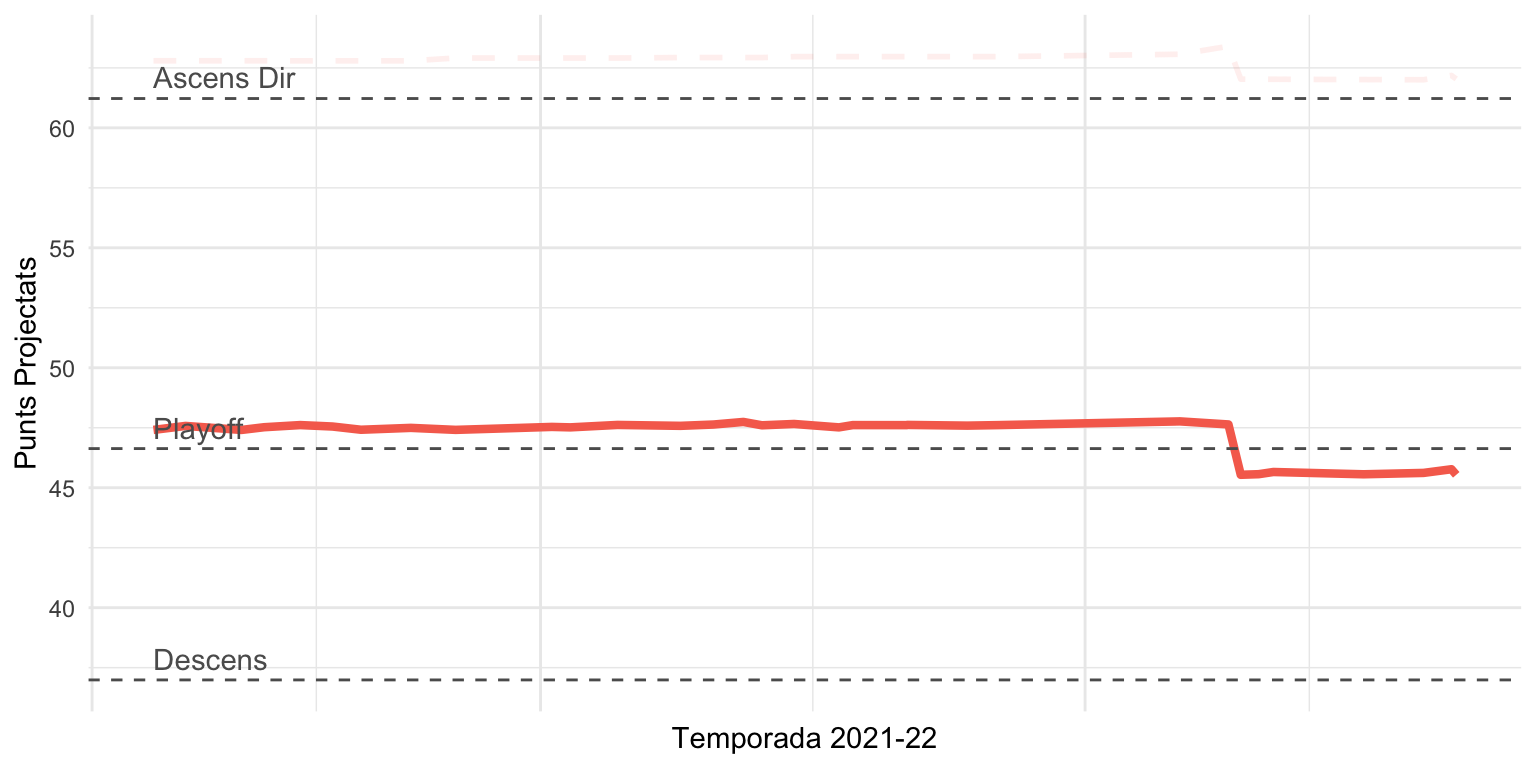 Ascens Dir
60
55
50
Playoff
45
40
Descens
Punts Projectats
Temporada 2021-22